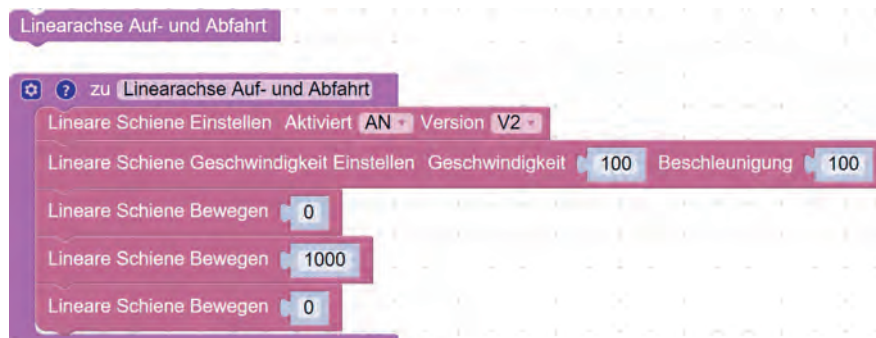 Linearachse Auf- und Abfahrt
? zu Linearachse Auf- und Abfahrt
Lineare Schiene Einstellen Aktiviert AN Version V2
Lineare Schiene Geschwindigkeit Einstellen Geschwindigkeit 100 Beschleunigung 100
Lineare Schiene Bewegen 0
Lineare Schiene Bewegen 1000
Lineare Schiene Bewegen 0